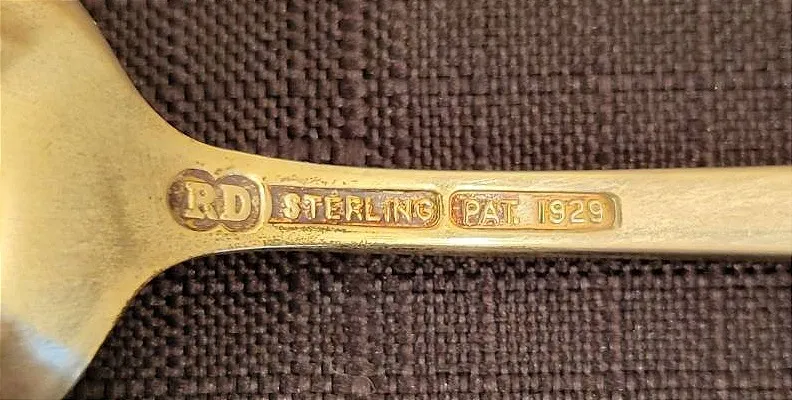 RD STERLING PAT. 1929